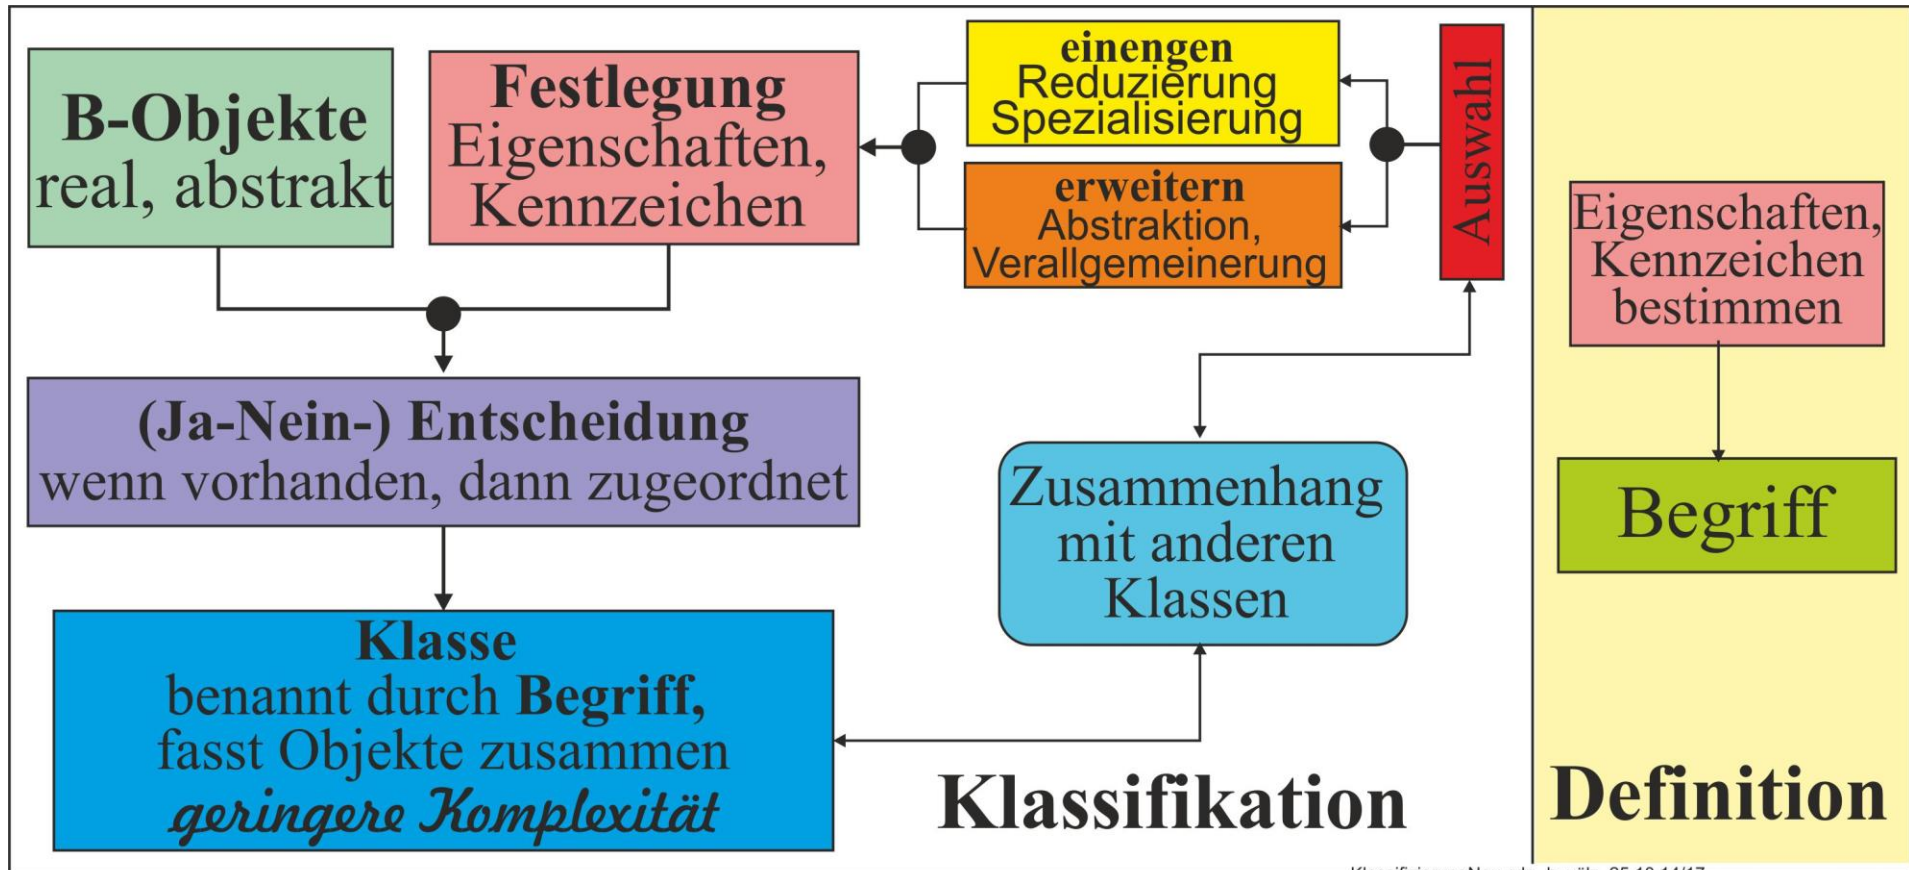 B-Objekte
real, abstrakt
Festlegung
Eigenschaften,
Kennzeichen
einengen
Reduzierung
Spezialisierung
erweitern
Abstraktion,
Verallgemeinerung
Auswahl
(Ja-Nein-) Entscheidung
wenn vorhanden, dann zugeordnet
Klasse
benannt durch Begriff,
fasst Objekte zusammen
geringere Komplexität
Zusammenhang
mit anderen
Klassen
Klassifikation
Eigenschaften,
Kennzeichen
bestimmen
Begriff
Definition